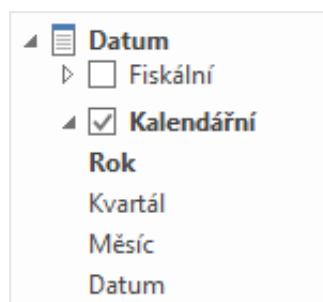 Datum
Fiskální
Kalendářní
Rok
Kvartál
Měsíc
Datum